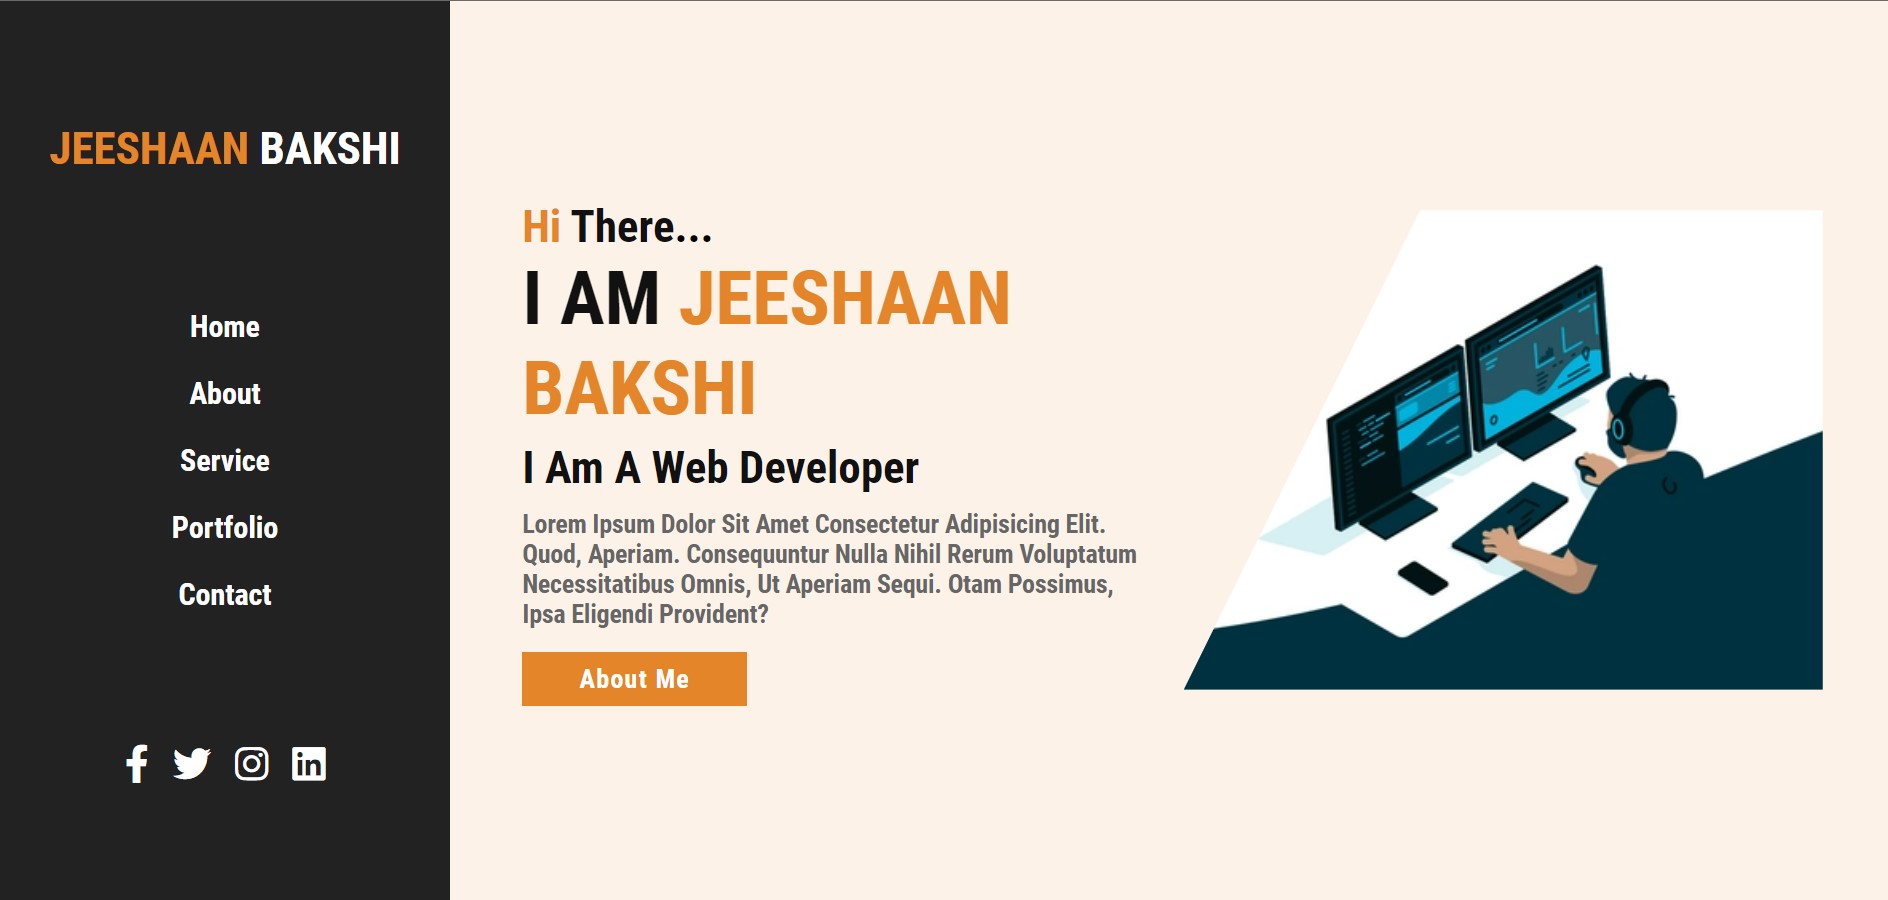 JEESHAAN BAKSHI
Home
About
Service
Portfolio
Contact
Hi There...
I AM JEESHAAN
BAKSHI
I Am A Web Developer
Lorem Ipsum Dolor Sit Amet Consectetur Adipisicing Elit.
Quod, Aperiam. Consequuntur Nulla Nihil Rerum Voluptatum
Necessitatibus Omnis, Ut Aperiam Sequi. Otam Possimus,
Ipsa Eligendi Provident?
About Me